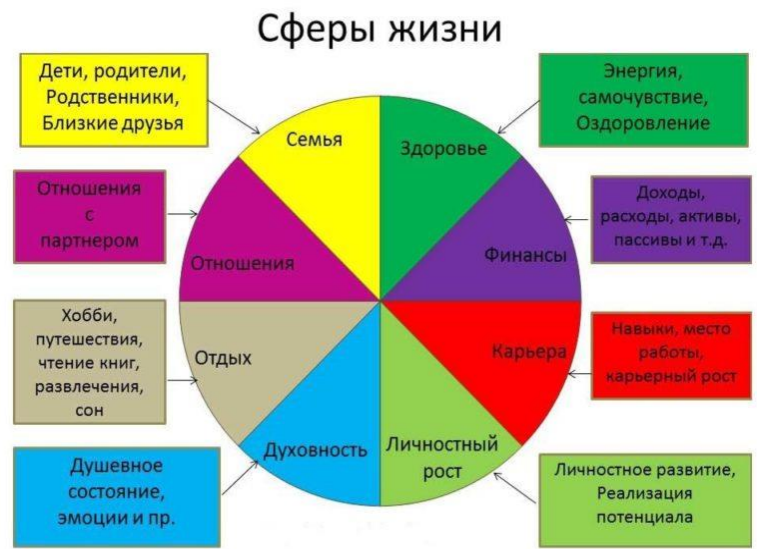 Сферы жизни
Дети, родители,
Родственники,
Близкие друзья
Энергия,
самочувствие,
Оздоровление
Семья
Здоровье
Отношения
с
партнером
Доходы,
расходы, активы,
пассивы и т.д.
Отношения
Финансы
Хобби,
путешествия,
чтение книг,
развлечения,
сон
Навыки, место
работы,
карьерный рост
Отдых
Карьера
Духовность
Личностный
рост
Душевное
состояние,
эмоции и пр.
Личностное развитие,
Реализация
потенциала